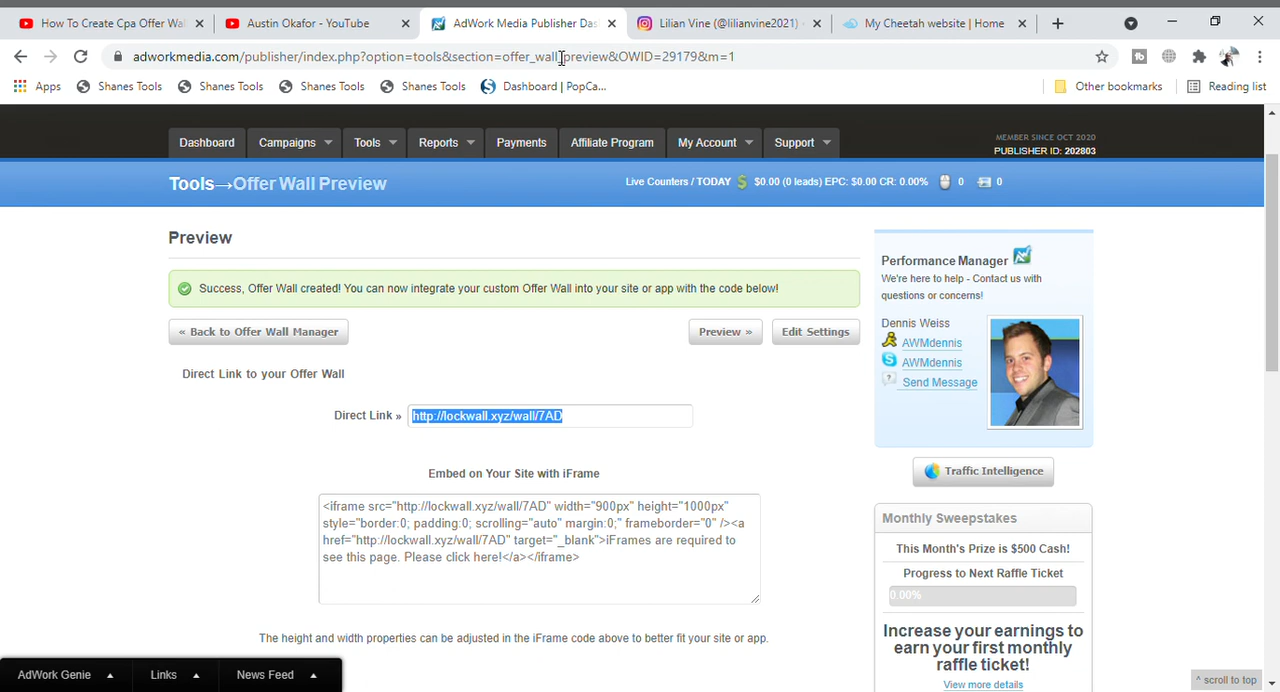 How To Create Cpa Offer Wal
Austin Okafor - YouTube
AdWork Media Publisher Das
Lilian Vine (@lilianvine2021)
My Cheetah website | Home
adworkmedia.com/publisher/index.php?option=tools&section=offer_wall_preview&OWID=29179&m=1
Apps
Shanes Tools
Shanes Tools
Shanes Tools
Shanes Tools
Dashboard | PopCa...
Other bookmarks
Reading list
Dashboard
Campaigns
Tools
Reports
Payments
Affiliate Program
My Account
Support
MEMBER SINCE OCT 2020
PUBLISHER ID: 202803
Tools→Offer Wall Preview
Live Counters / TODAY $ $0.00 (0 leads) EPC: $0.00 CR: 0.00% 0 0
Preview
Success, Offer Wall created! You can now integrate your custom Offer Wall into your site or app with the code below!
« Back to Offer Wall Manager
Preview »
Edit Settings
Direct Link to your Offer Wall
Direct Link » http://lockwall.xyz/wall/7AD
Embed on Your Site with iFrame
<iframe src="http://lockwall.xyz/wall/7AD" width="900px" height="1000px"
style="border:0; padding:0; scrolling="auto" margin:0;" frameborder="0" /><a
href="http://lockwall.xyz/wall/7AD" target="_blank">iFrames are required to
see this page. Please click here!</a></iframe>
The height and width properties can be adjusted in the iFrame code above to better fit your site or app.
Performance Manager
We're here to help - Contact us with
questions or concerns!
Dennis Weiss
AWMdennis
AWMdennis
Send Message
Traffic Intelligence
Monthly Sweepstakes
This Month's Prize is $500 Cash!
Progress to Next Raffle Ticket
0.00%
Increase your earnings to
earn your first monthly
raffle ticket!
View more details
AdWork Genie
Links
News Feed
^ scroll to top